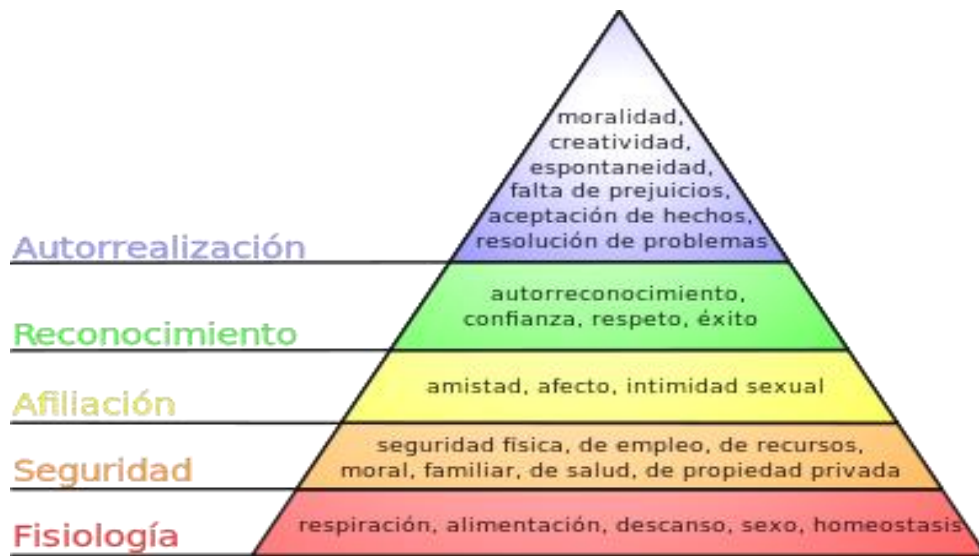 moralidad,
creatividad,
espontaneidad,
falta de prejuicios,
aceptación de hechos,
resolución de problemas
Autorrealización
autorreconocimiento,
confianza, respeto, éxito
Reconocimiento
amistad, afecto, intimidad sexual
Afiliación
seguridad física, de empleo, de recursos,
moral, familiar, de salud, de propiedad privada
Seguridad
respiración, alimentación, descanso, sexo, homeostasis
Fisiología